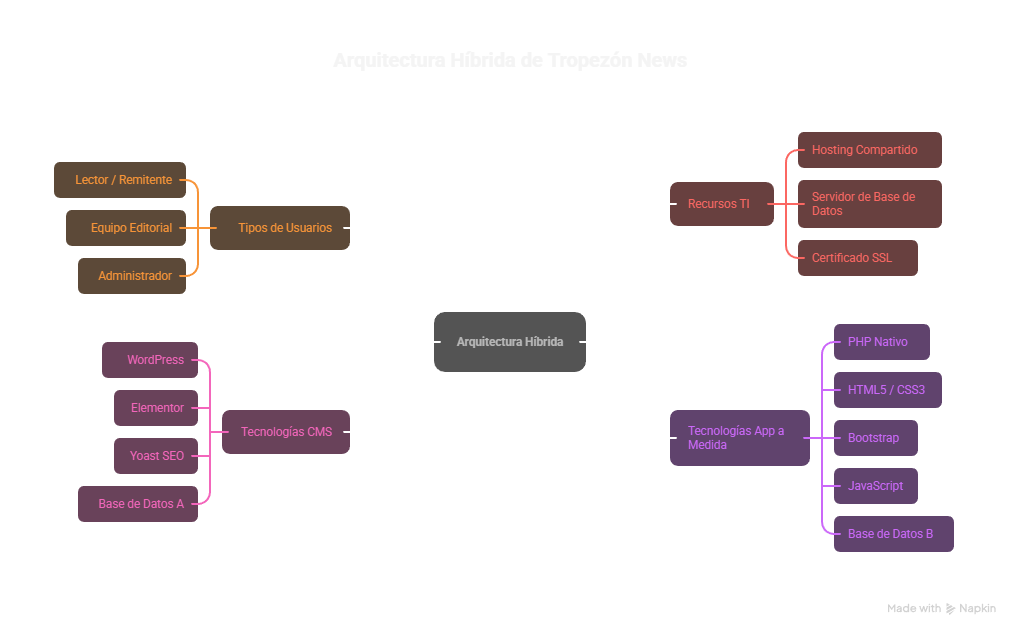 Arquitectura Híbrida de Tropezón News
Lector / Remitente
Equipo Editorial
Administrador
Tipos de Usuarios
WordPress
Elementor
Yoast SEO
Base de Datos A
Tecnologías CMS
Arquitectura Híbrida
Recursos TI
Hosting Compartido
Servidor de Base de
Datos
Certificado SSL
Tecnologías App a
Medida
PHP Nativo
HTML5 / CSS3
Bootstrap
JavaScript
Base de Datos B
Made with Napkin